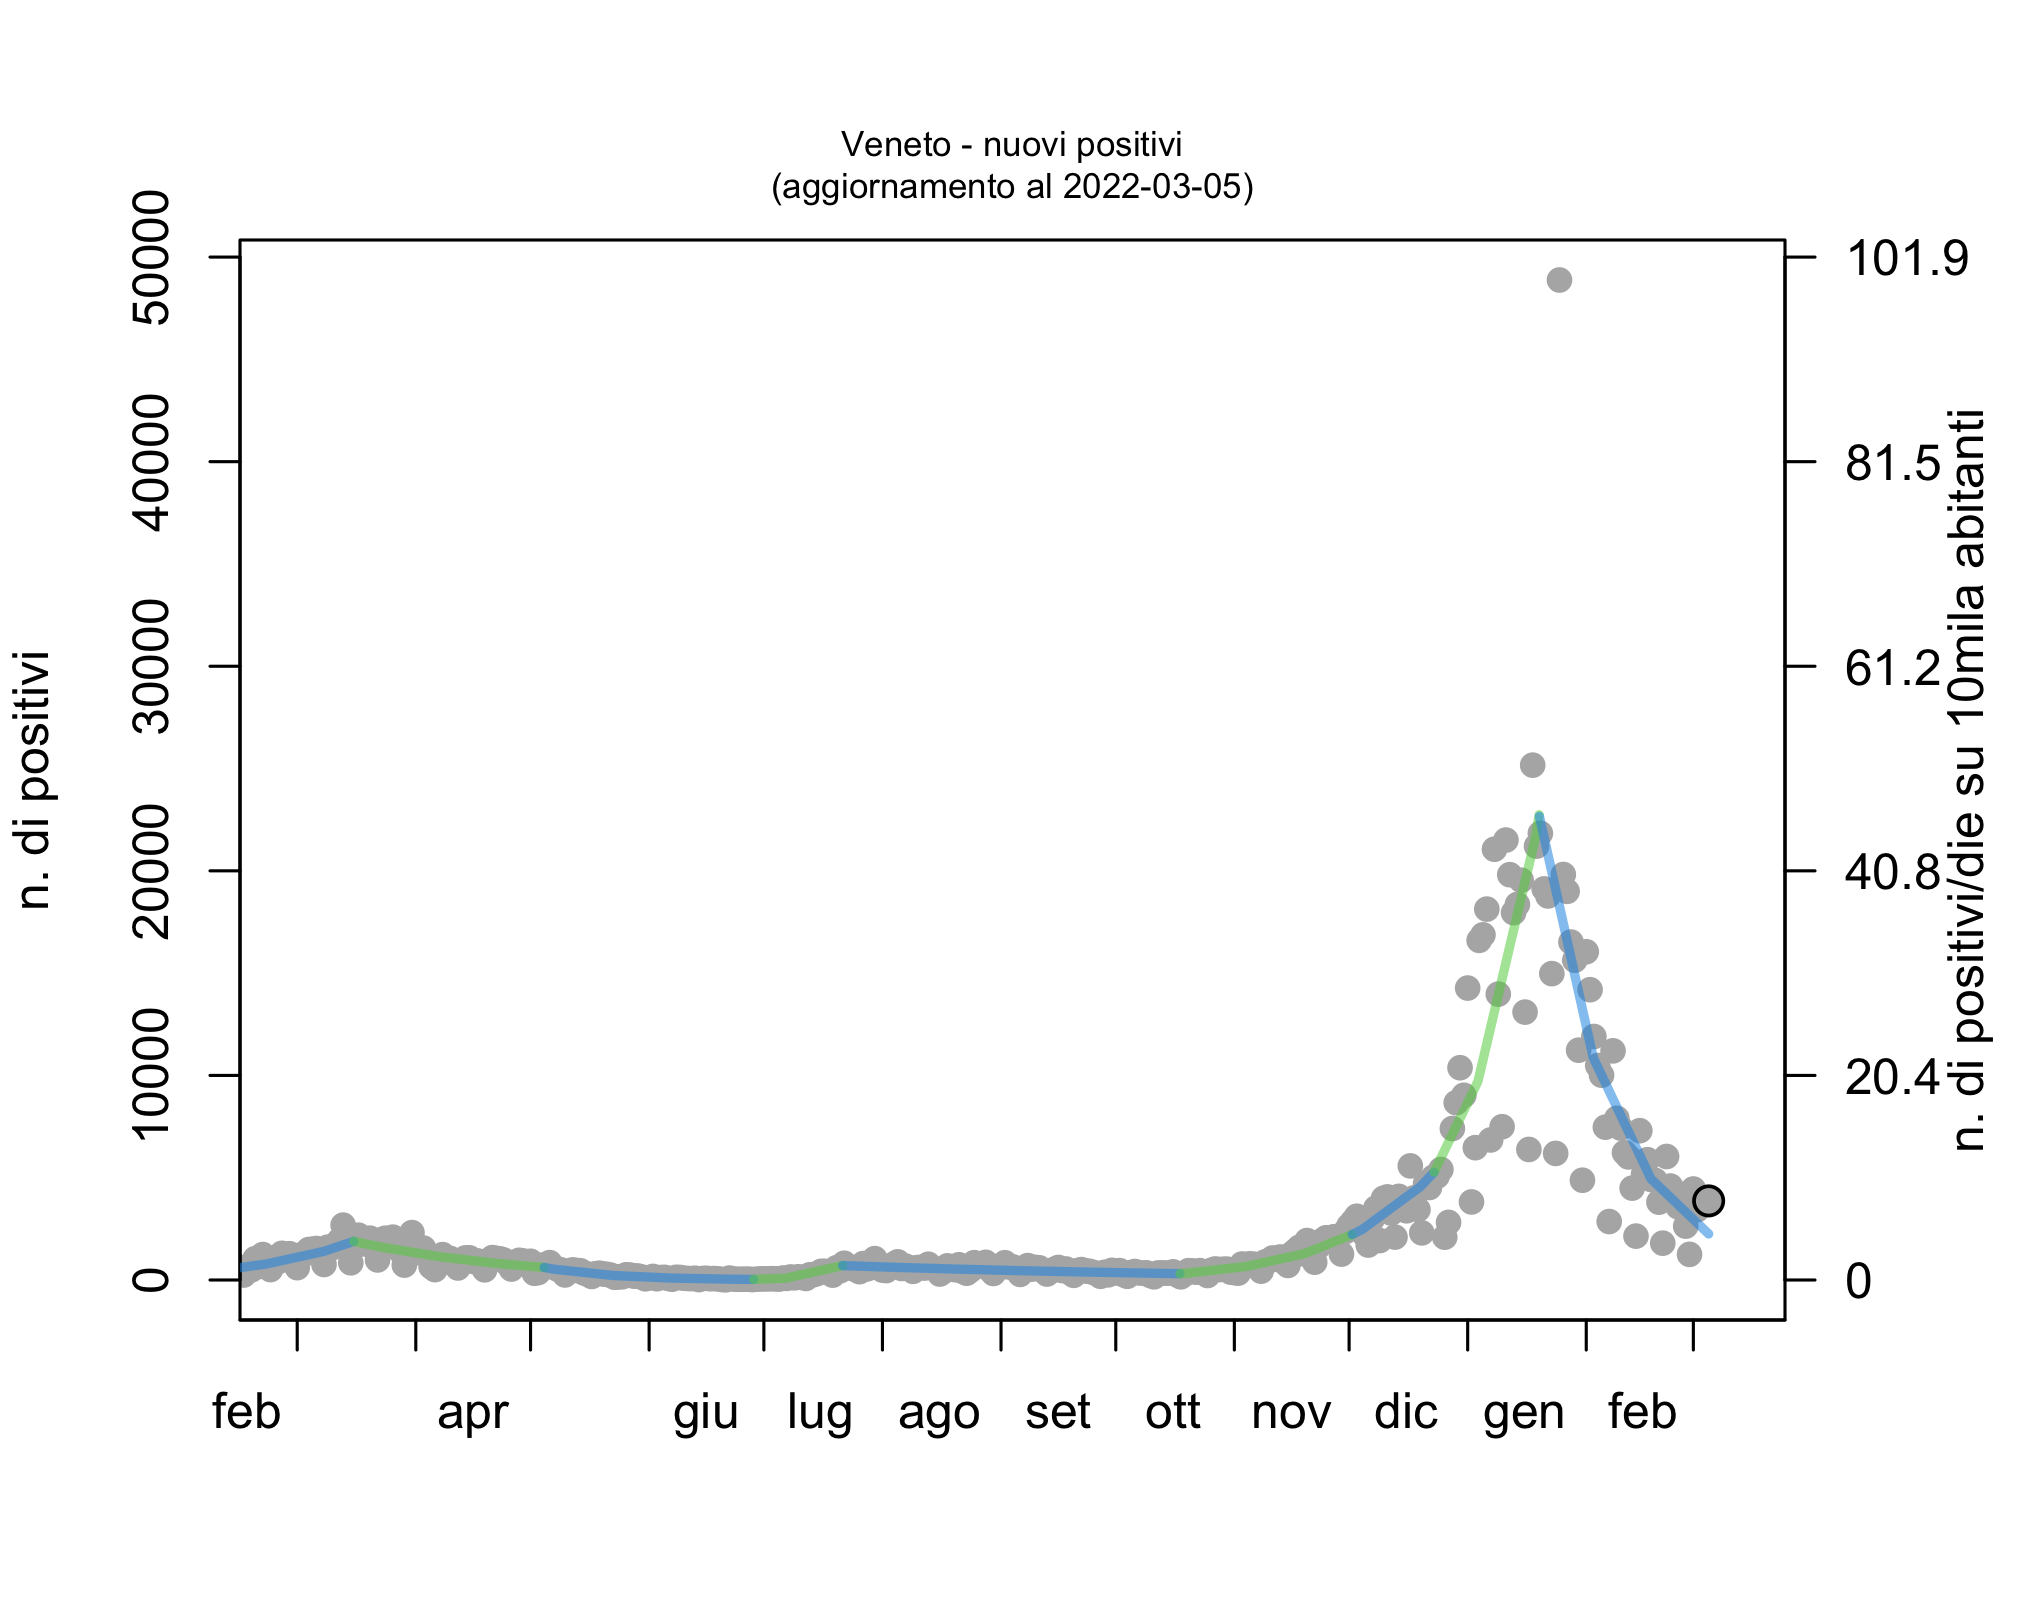 Veneto - nuovi positivi
(aggiornamento al 2022-03-05)
n. di positivi
50000
40000
30000
20000
10000
0
101.9
81.5
61.2
40.8
20.4
0
n. di positivi/die su 10mila abitanti
feb apr giu lug ago set ott nov dic gen feb